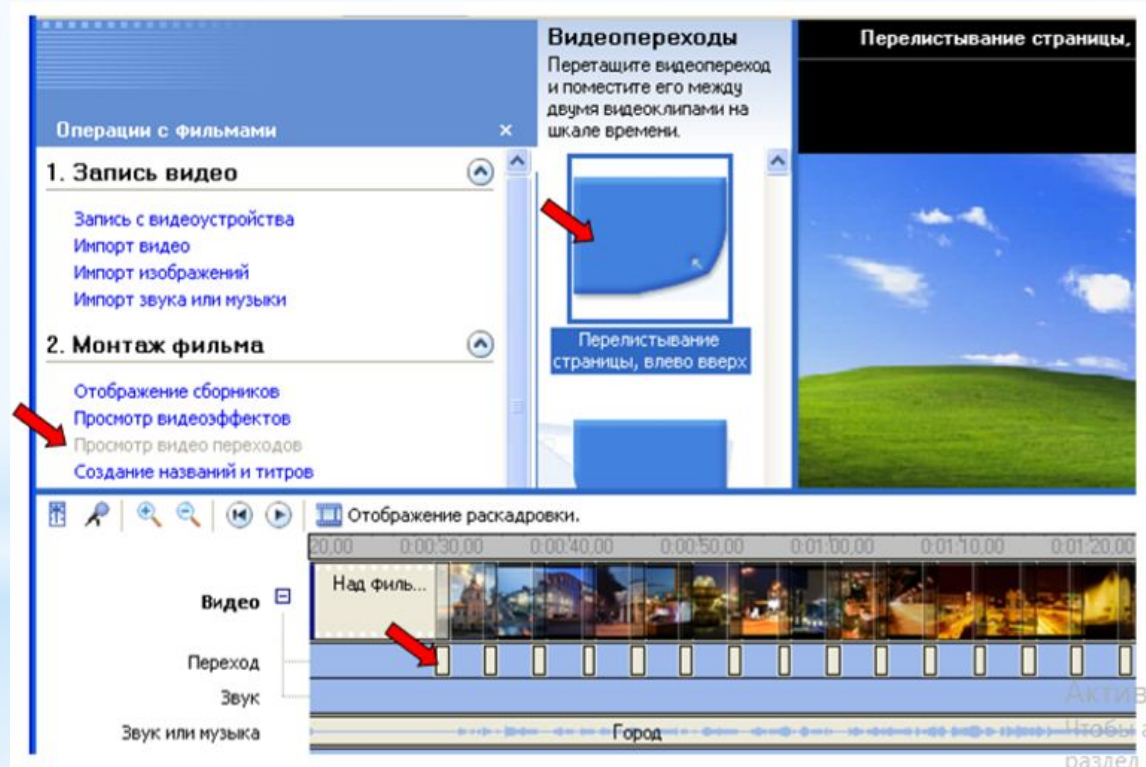 Операции с фильмами
1. Запись видео
Запись с видеоустройства
Импорт видео
Импорт изображений
Импорт звука или музыки
2. Монтаж фильма
Отображение сборников
Просмотр видеоэффектов
Просмотр видео переходов
Создание названий и титров
Видеопереходы
Перетащите видеопереход
и поместите его между
двумя видеоклипами на
шкале времени.
Перелистывание
страницы, влево вверх
Перелистывание страницы,
Отображение раскадровки.
20,00 0:00:30,00 0:00:40,00 0:00:50,00 0:01:00,00 0:01:10,00 0:01:20,00
Видео
Над филь...
Переход
Звук
Звук или музыка
Город
Актив
Чтобы а
раздел